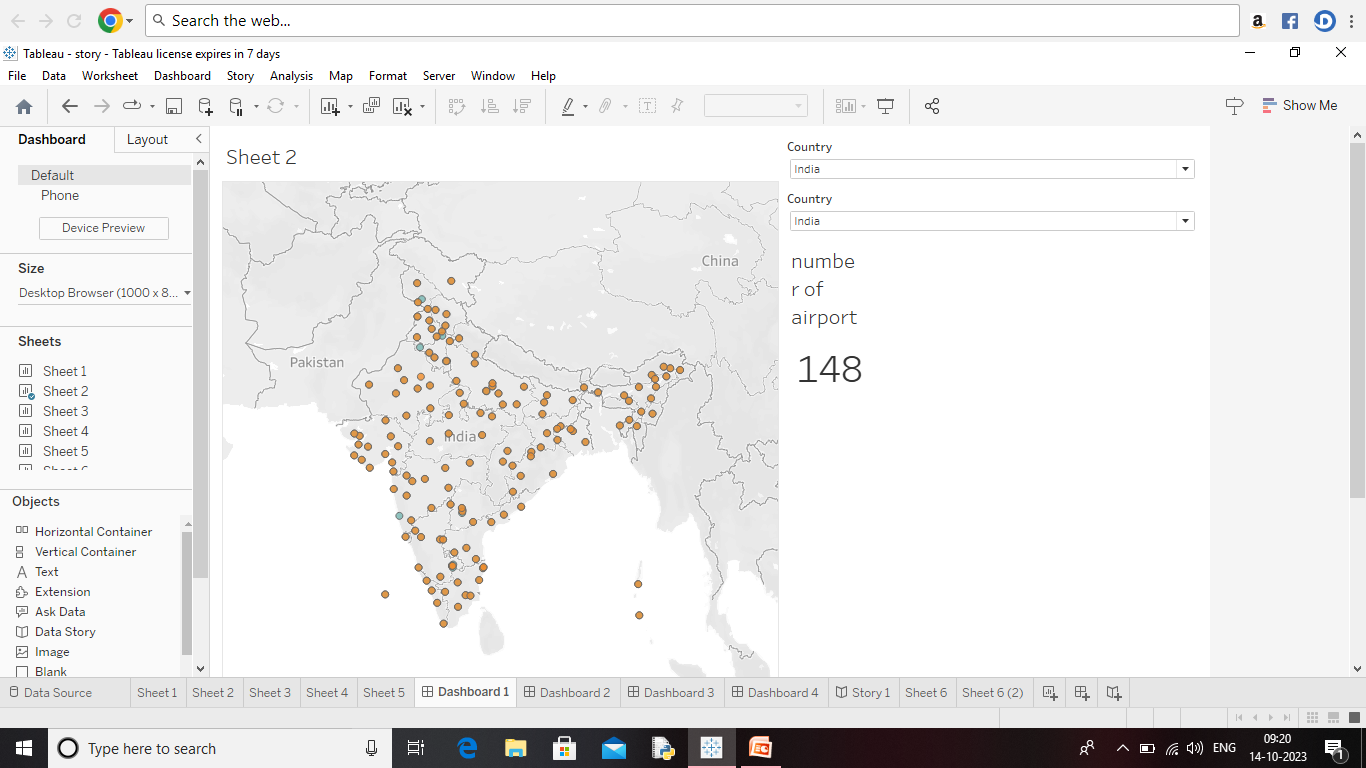 Search the web...
Tableau - story - Tableau license expires in 7 days
File Data Worksheet Dashboard Story Analysis Map Format Server Window Help
Show Me
Dashboard Layout
Default
Phone
Device Preview
Size
Desktop Browser (1000 x 8...
Sheets
Sheet 1
Sheet 2
Sheet 3
Sheet 4
Sheet 5
Objects
Horizontal Container
Vertical Container
Text
Extension
Ask Data
Data Story
Image
Blank
Sheet 2
China
Pakistan
India
Country
India
Country
India
numbe
r of
airport
148
Data Source Sheet 1 Sheet 2 Sheet 3 Sheet 4 Sheet 5 Dashboard 1 Dashboard 2 Dashboard 3 Dashboard 4 Story 1 Sheet 6 Sheet 6 (2)
Type here to search
ENG
09:20
14-10-2023
1